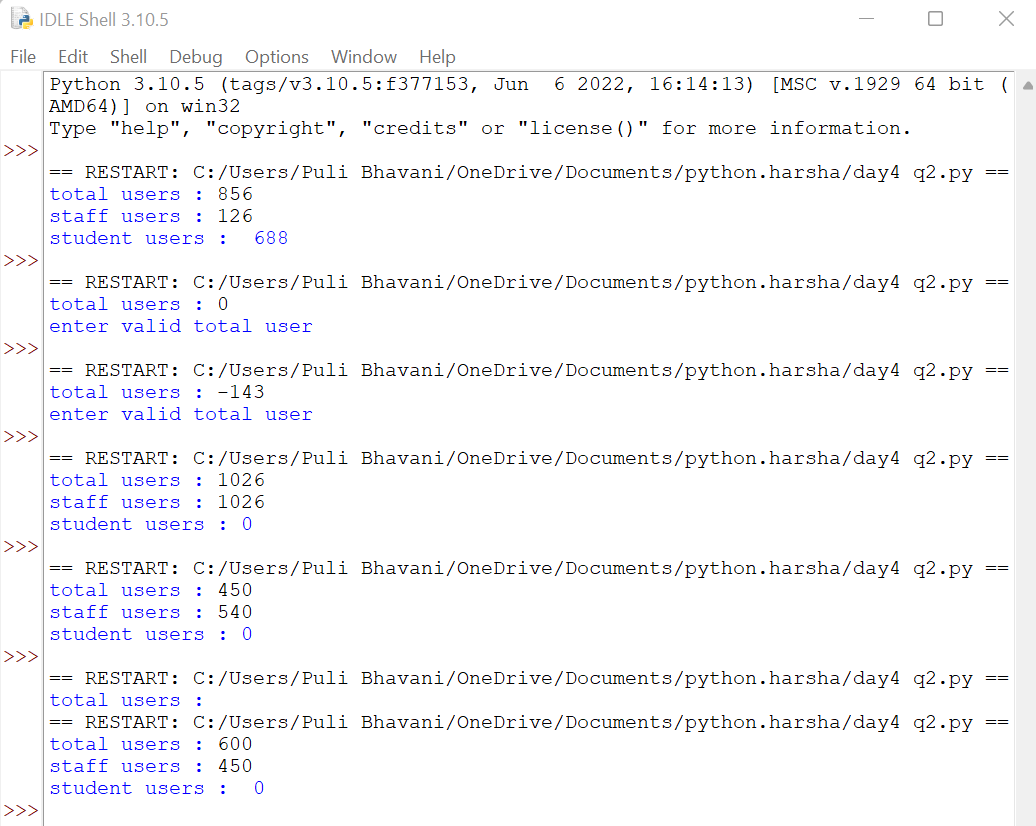 IDLE Shell 3.10.5
File Edit Shell Debug Options Window Help
Python 3.10.5 (tags/v3.10.5:f377153, Jun  6 2022, 16:14:13) [MSC v.1929 64 bit (
AMD64)] on win32
Type "help", "copyright", "credits" or "license()" for more information.
>>>
== RESTART: C:/Users/Puli Bhavani/OneDrive/Documents/python.harsha/day4 q2.py ==
total users : 856
staff users : 126
student users :  688
>>>
== RESTART: C:/Users/Puli Bhavani/OneDrive/Documents/python.harsha/day4 q2.py ==
total users : 0
enter valid total user
>>>
== RESTART: C:/Users/Puli Bhavani/OneDrive/Documents/python.harsha/day4 q2.py ==
total users : -143
enter valid total user
>>>
== RESTART: C:/Users/Puli Bhavani/OneDrive/Documents/python.harsha/day4 q2.py ==
total users : 1026
staff users : 1026
student users : 0
>>>
== RESTART: C:/Users/Puli Bhavani/OneDrive/Documents/python.harsha/day4 q2.py ==
total users : 450
staff users : 540
student users : 0
>>>
== RESTART: C:/Users/Puli Bhavani/OneDrive/Documents/python.harsha/day4 q2.py ==
total users :
== RESTART: C:/Users/Puli Bhavani/OneDrive/Documents/python.harsha/day4 q2.py ==
total users : 600
staff users : 450
student users :  0
>>>